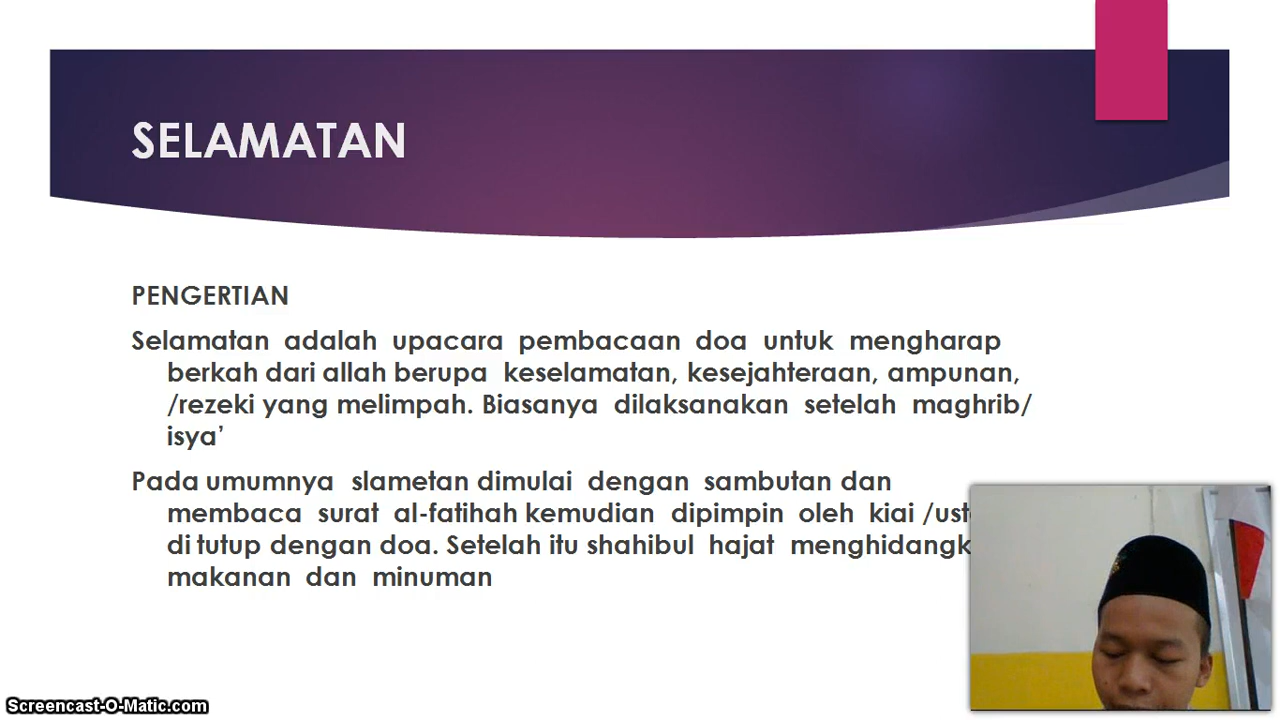 SELAMATAN
PENGERTIAN
Selamatan adalah upacara pembacaan doa untuk mengharap
berkah dari allah berupa keselamatan, kesejahteraan, ampunan,
/rezeki yang melimpah. Biasanya dilaksanakan setelah maghrib/
isya’
Pada umumnya slametan dimulai dengan sambutan dan
membaca surat al-fatihah kemudian dipimpin oleh kiai
di tutup dengan doa. Setelah itu shahibul hajat
makanan dan minuman
Screencast-O-Matic.com